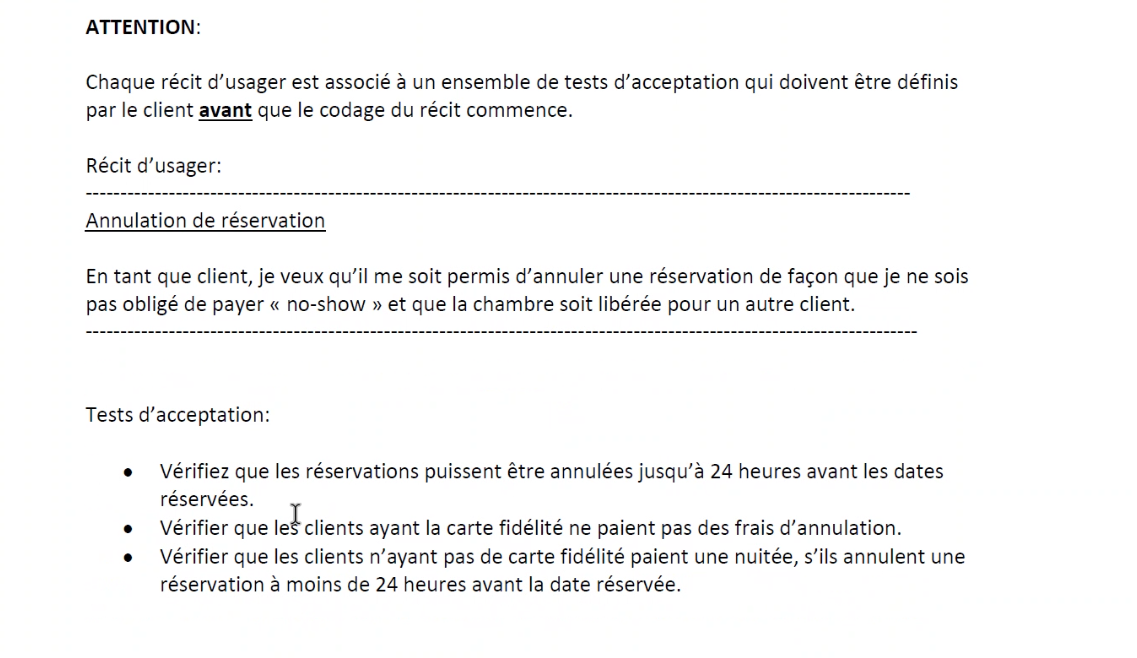 ATTENTION:
Chaque récit d’usager est associé à un ensemble de tests d’acceptation qui doivent être définis
par le client avant que le codage du récit commence.
Récit d’usager:
-----------------------------------------------------------------------------------------------------------------------
Annulation de réservation
En tant que client, je veux qu’il me soit permis d’annuler une réservation de façon que je ne sois
pas obligé de payer « no-show » et que la chambre soit libérée pour un autre client.
------------------------------------------------------------------------------------------------------------------------
Tests d’acceptation:
• Vérifiez que les réservations puissent être annulées jusqu’à 24 heures avant les dates
réservées.
• Vérifier que les clients ayant la carte fidélité ne paient pas des frais d’annulation.
• Vérifier que les clients n’ayant pas de carte fidélité paient une nuitée, s’ils annulent une
réservation à moins de 24 heures avant la date réservée.